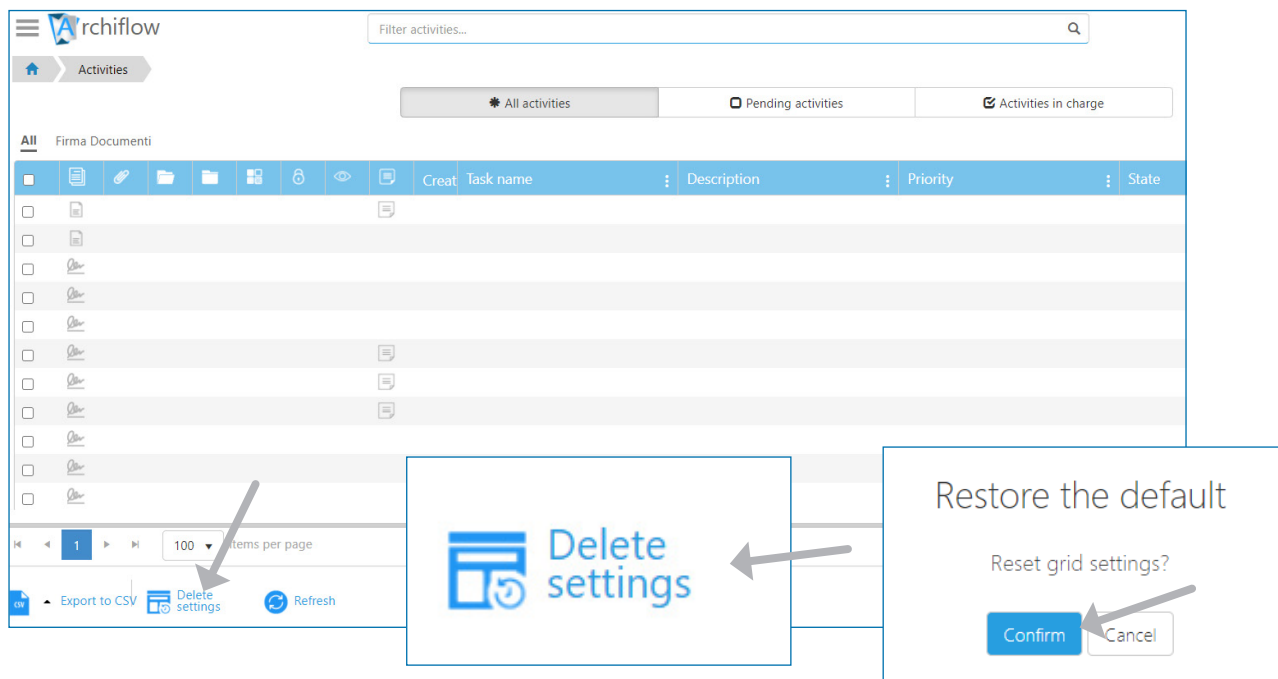 Archiflow
Filter activities...
Activities
All activities
Pending activities
Activities in charge
All
Firma Documenti
Creat
Task name
Description
Priority
State
1
100
items per page
CSV
Export to CSV
Delete
settings
Refresh
Delete
settings
Restore the default
Reset grid settings?
Confirm
Cancel